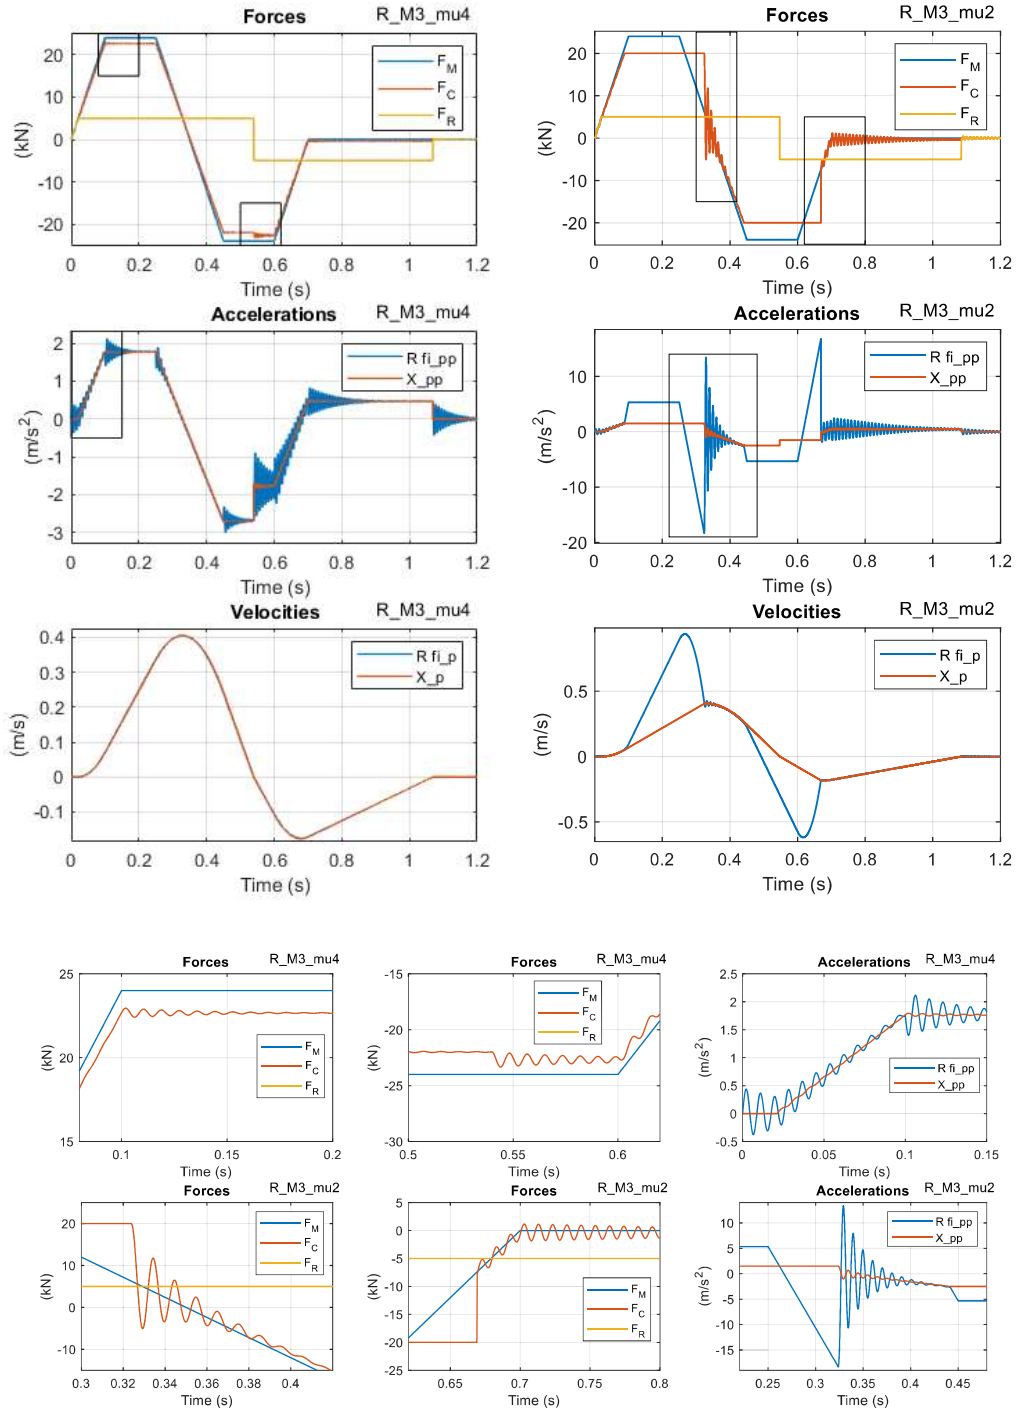 Forces R_M3_mu4
20
10
0
-10
-20
(kN)
F_M
F_C
F_R
0 0.2 0.4 0.6 0.8 1 1.2
Time (s)
Forces R_M3_mu2
20
10
0
-10
-20
(kN)
F_M
F_C
F_R
0 0.2 0.4 0.6 0.8 1 1.2
Time (s)
Accelerations R_M3_mu4
2
1
0
-1
-2
-3
(m/s²)
R fi_pp
X_pp
0 0.2 0.4 0.6 0.8 1 1.2
Time (s)
Accelerations R_M3_mu2
10
0
-10
-20
(m/s²)
R fi_pp
X_pp
0 0.2 0.4 0.6 0.8 1 1.2
Time (s)
Velocities R_M3_mu4
0.4
0.3
0.2
0.1
0
-0.1
(m/s)
R fi_p
X_p
0 0.2 0.4 0.6 0.8 1 1.2
Time (s)
Velocities R_M3_mu2
0.5
0
-0.5
(m/s)
R fi_p
X_p
0 0.2 0.4 0.6 0.8 1 1.2
Time (s)
Forces R_M3_mu4
25
20
15
(kN)
F_M
F_C
F_R
0.1 0.15 0.2
Time (s)
Forces R_M3_mu4
-15
-20
-25
-30
(kN)
F_M
F_C
F_R
0.5 0.55 0.6
Time (s)
Accelerations R_M3_mu4
2.5
2
1.5
1
0.5
0
-0.5
(m/s²)
R fi_pp
X_pp
0 0.05 0.1 0.15
Time (s)
Forces R_M3_mu2
20
10
0
-10
(kN)
F_M
F_C
F_R
0.3 0.32 0.34 0.36 0.38 0.4
Time (s)
Forces R_M3_mu2
5
0
-5
-10
-15
-20
-25
(kN)
F_M
F_C
F_R
0.65 0.7 0.75 0.8
Time (s)
Accelerations R_M3_mu2
10
5
0
-5
-10
-15
(m/s²)
R fi_pp
X_pp
0.25 0.3 0.35 0.4 0.45
Time (s)